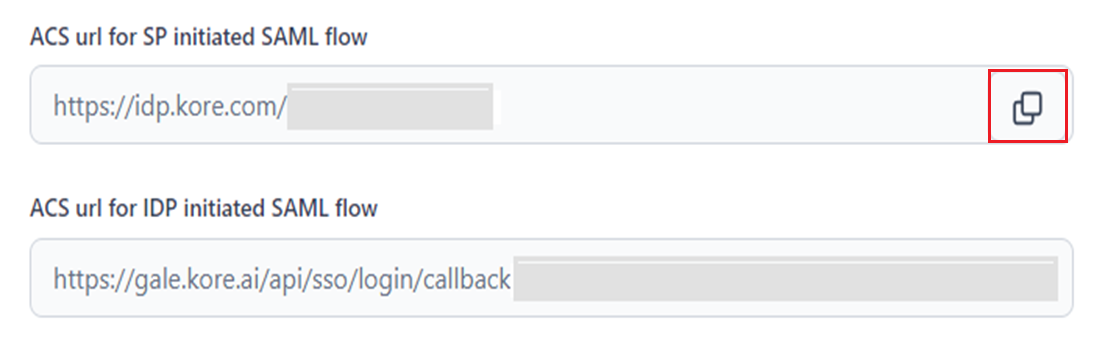 ACS url for SP initiated SAML flow
https://idp.kore.com/
ACS url for IDP initiated SAML flow
https://gale.kore.ai/api/sso/login/callback